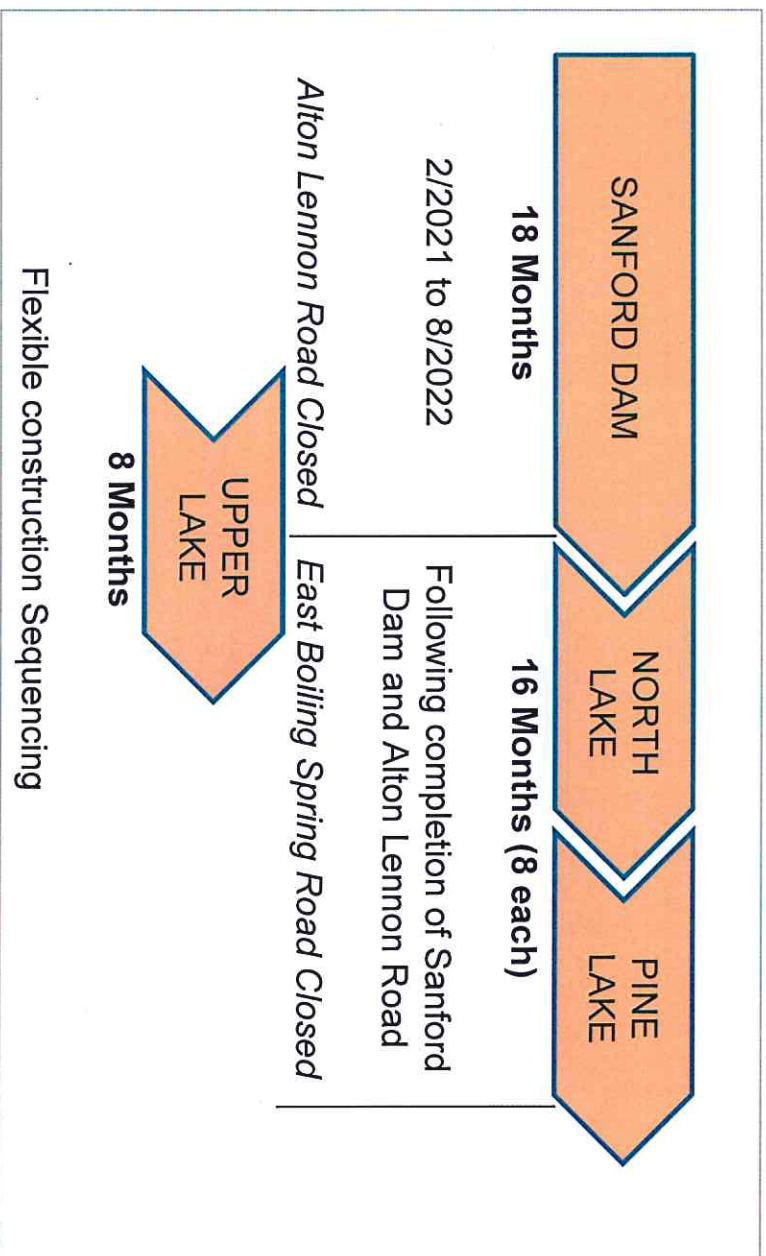 SANFORD DAM
NORTH
LAKE
PINE
LAKE
18 Months
16 Months (8 each)
2/2021 to 8/2022
Following completion of Sanford
Dam and Alton Lennon Road
Alton Lennon Road Closed
East Boiling Spring Road Closed
UPPER
LAKE
8 Months
Flexible construction Sequencing